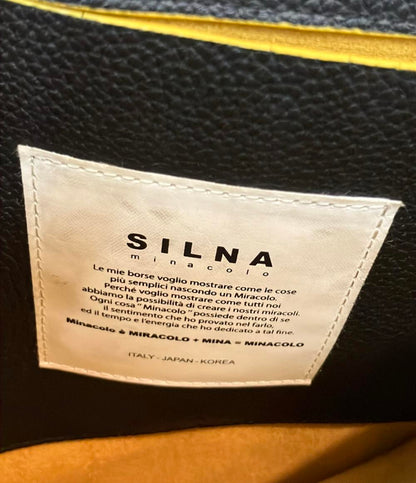 SILNA
minacolo
Le mie borse voglio mostrare come le cose
più semplici nascondo un Miracolo.
Perché voglio mostrare come tutti noi
abbiamo la possibilità di creare i nostri miracoli.
Ogni cosa " Minacolo" possiede dentro di se
il sentimento che ho provato nel farlo,
ed il tempo e l'energia che ho dedicato a tal fine.
Minacolo è MIRACOLO + MINA = MINACOLO
ITALY - JAPAN - KOREA